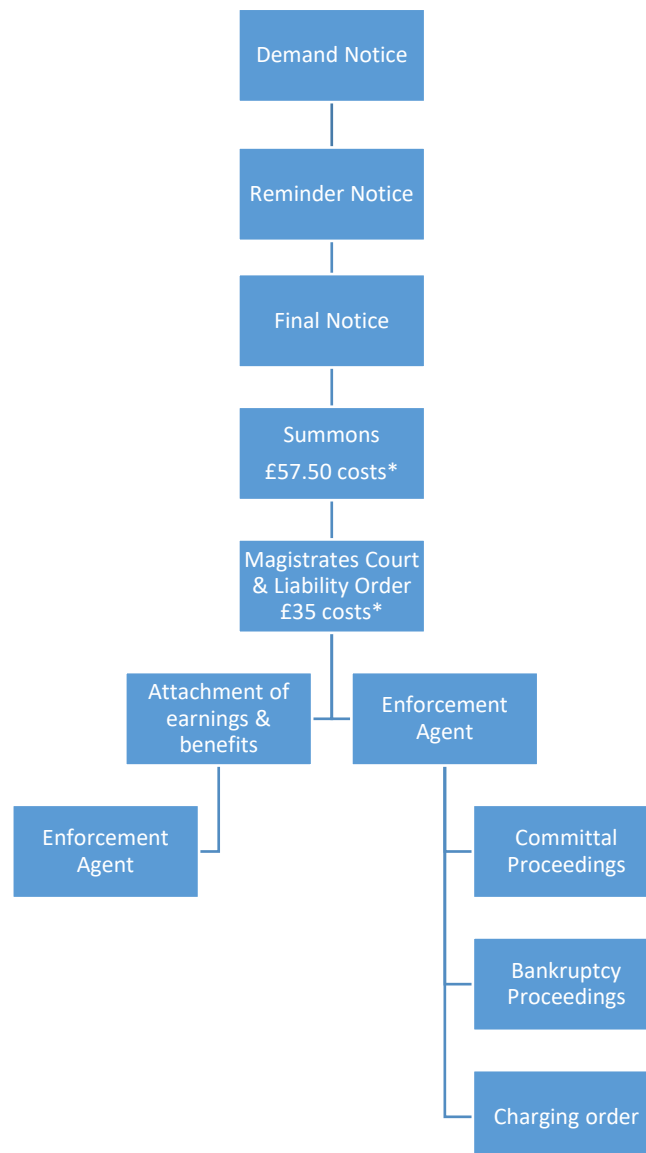 Demand Notice
Reminder Notice
Final Notice
Summons
£57.50 costs*
Magistrates Court
& Liability Order
£35 costs*
Attachment of
earnings &
benefits
Enforcement
Agent
Enforcement
Agent
Committal
Proceedings
Bankruptcy
Proceedings
Charging order